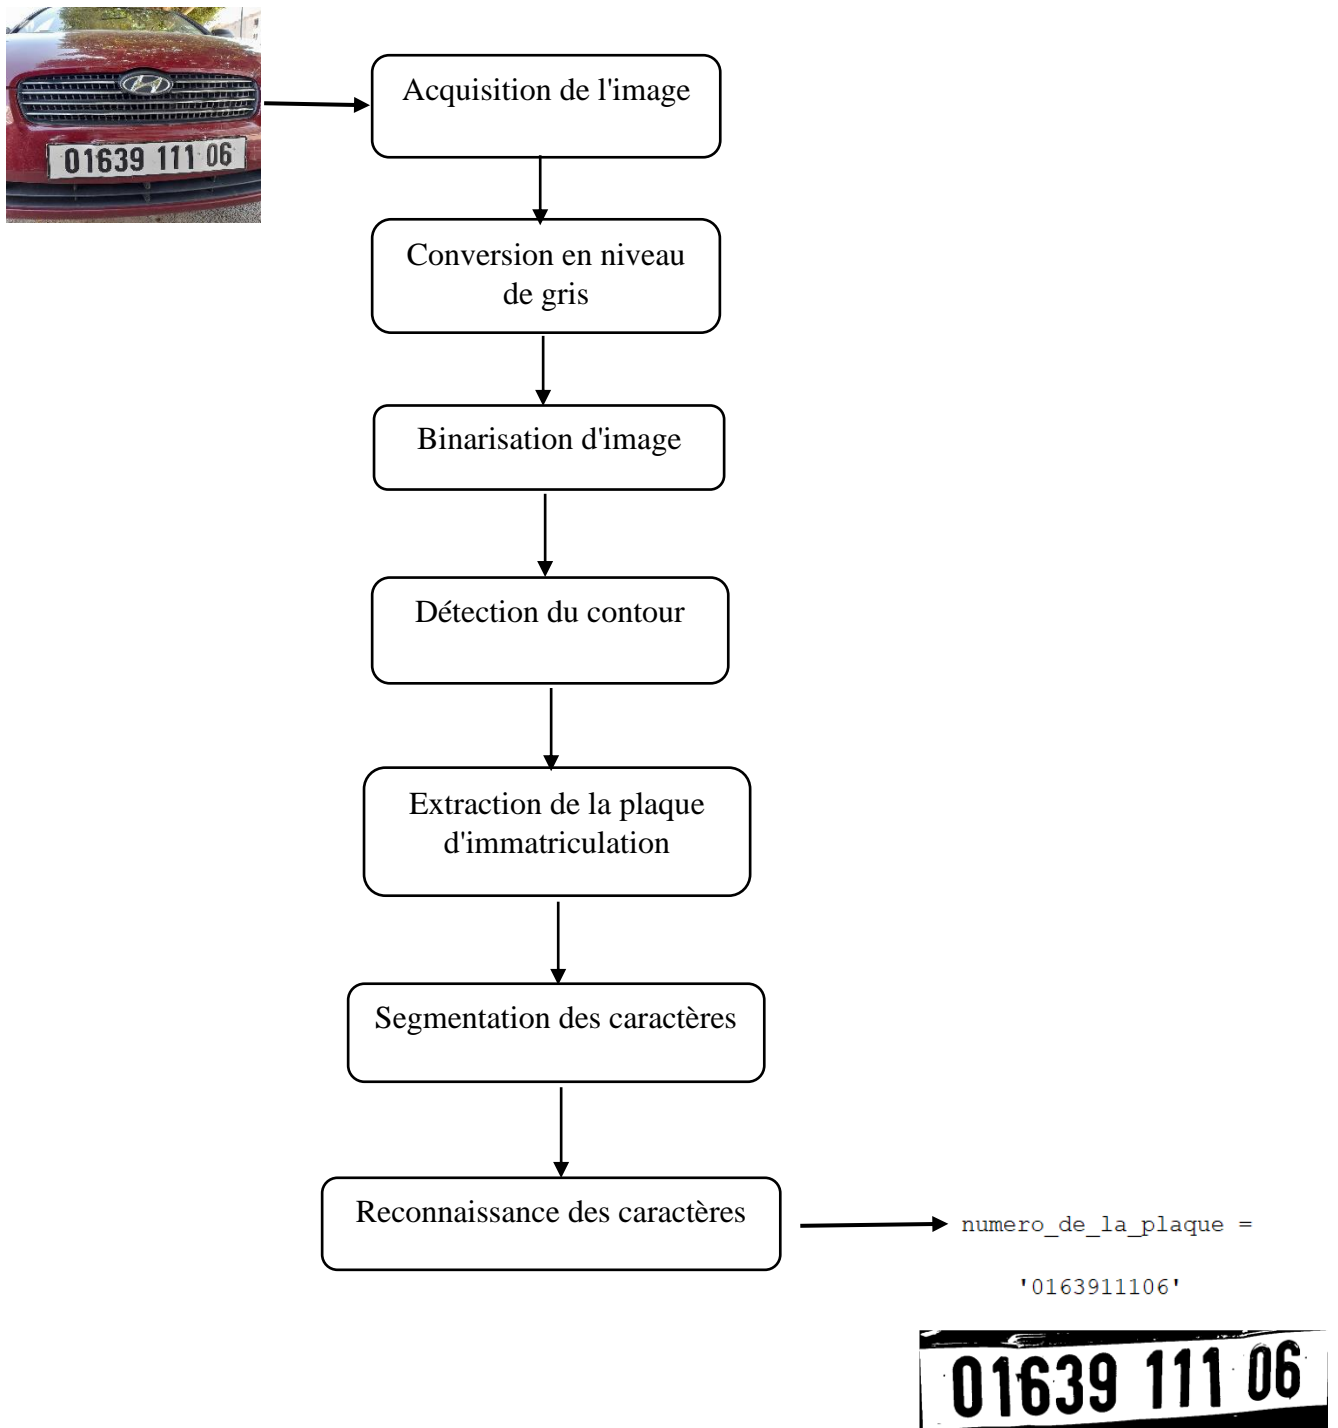 01639 111 06
Acquisition de l'image
Conversion en niveau
de gris
Binarisation d'image
Détection du contour
Extraction de la plaque
d'immatriculation
Segmentation des caractères
Reconnaissance des caractères
numero_de_la_plaque =
'0163911106'
01639 111 06